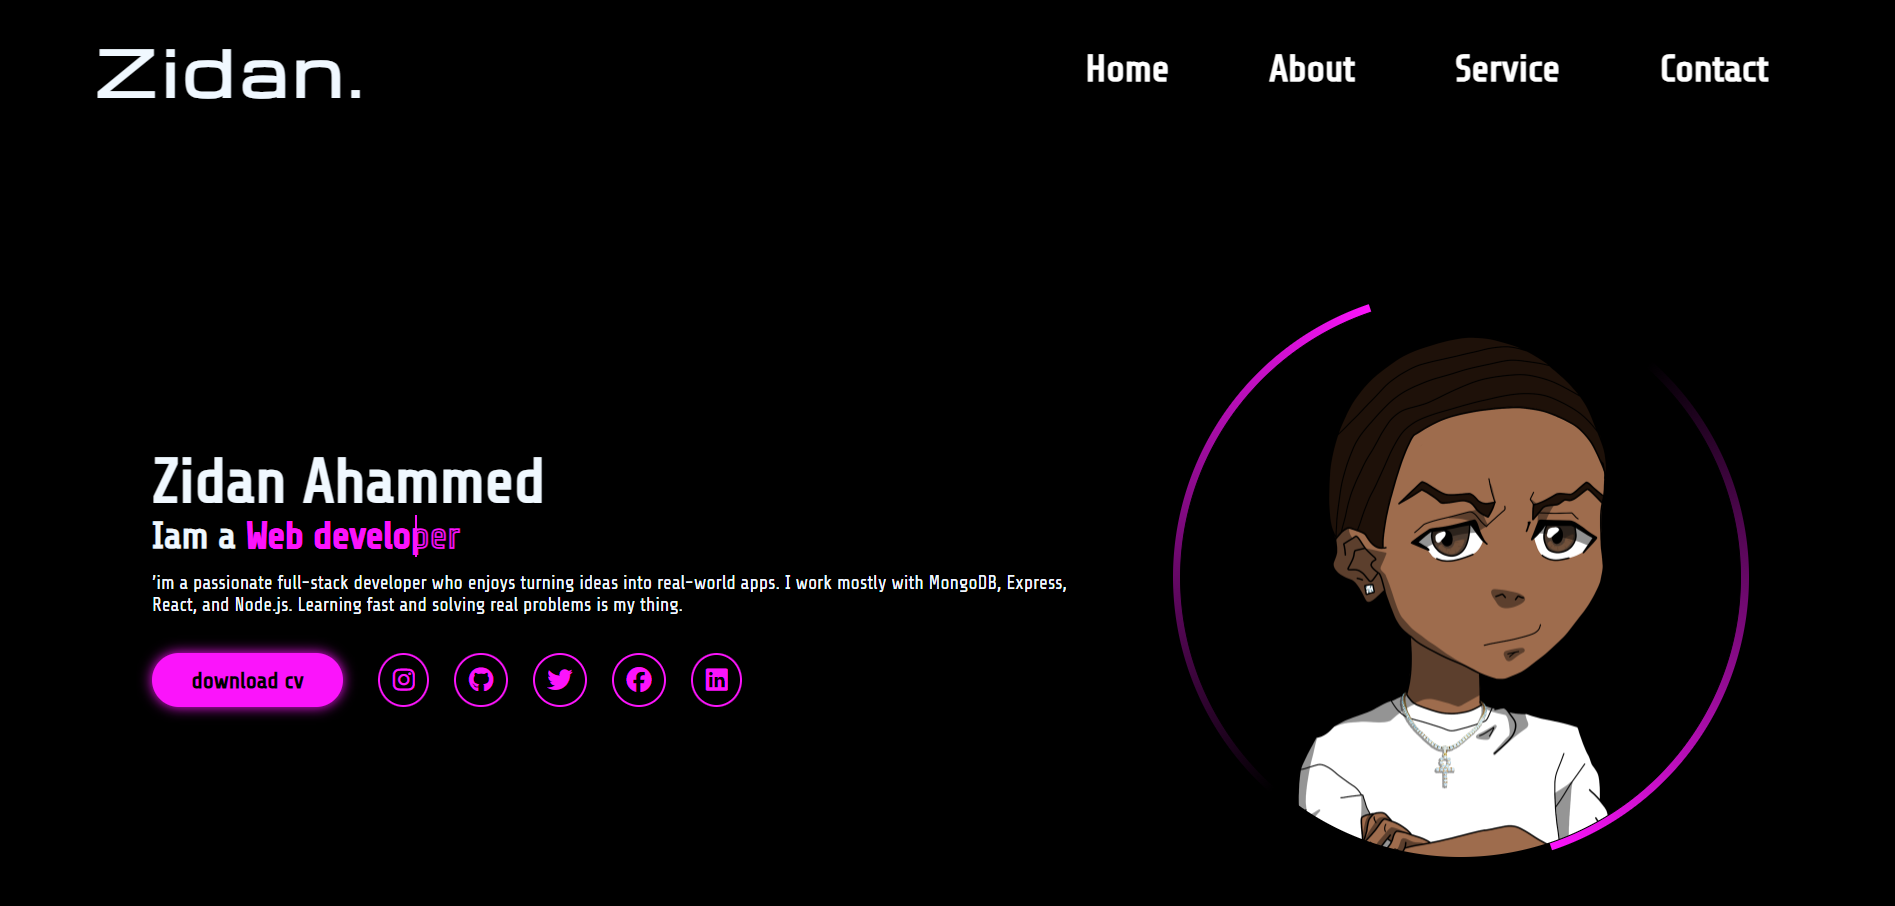 Zidan.
Home About Service Contact
Zidan Ahammed
Iam a Web developer
'im a passionate full-stack developer who enjoys turning ideas into real-world apps. I work mostly with MongoDB, Express,
React, and Node.js. Learning fast and solving real problems is my thing.
download cv